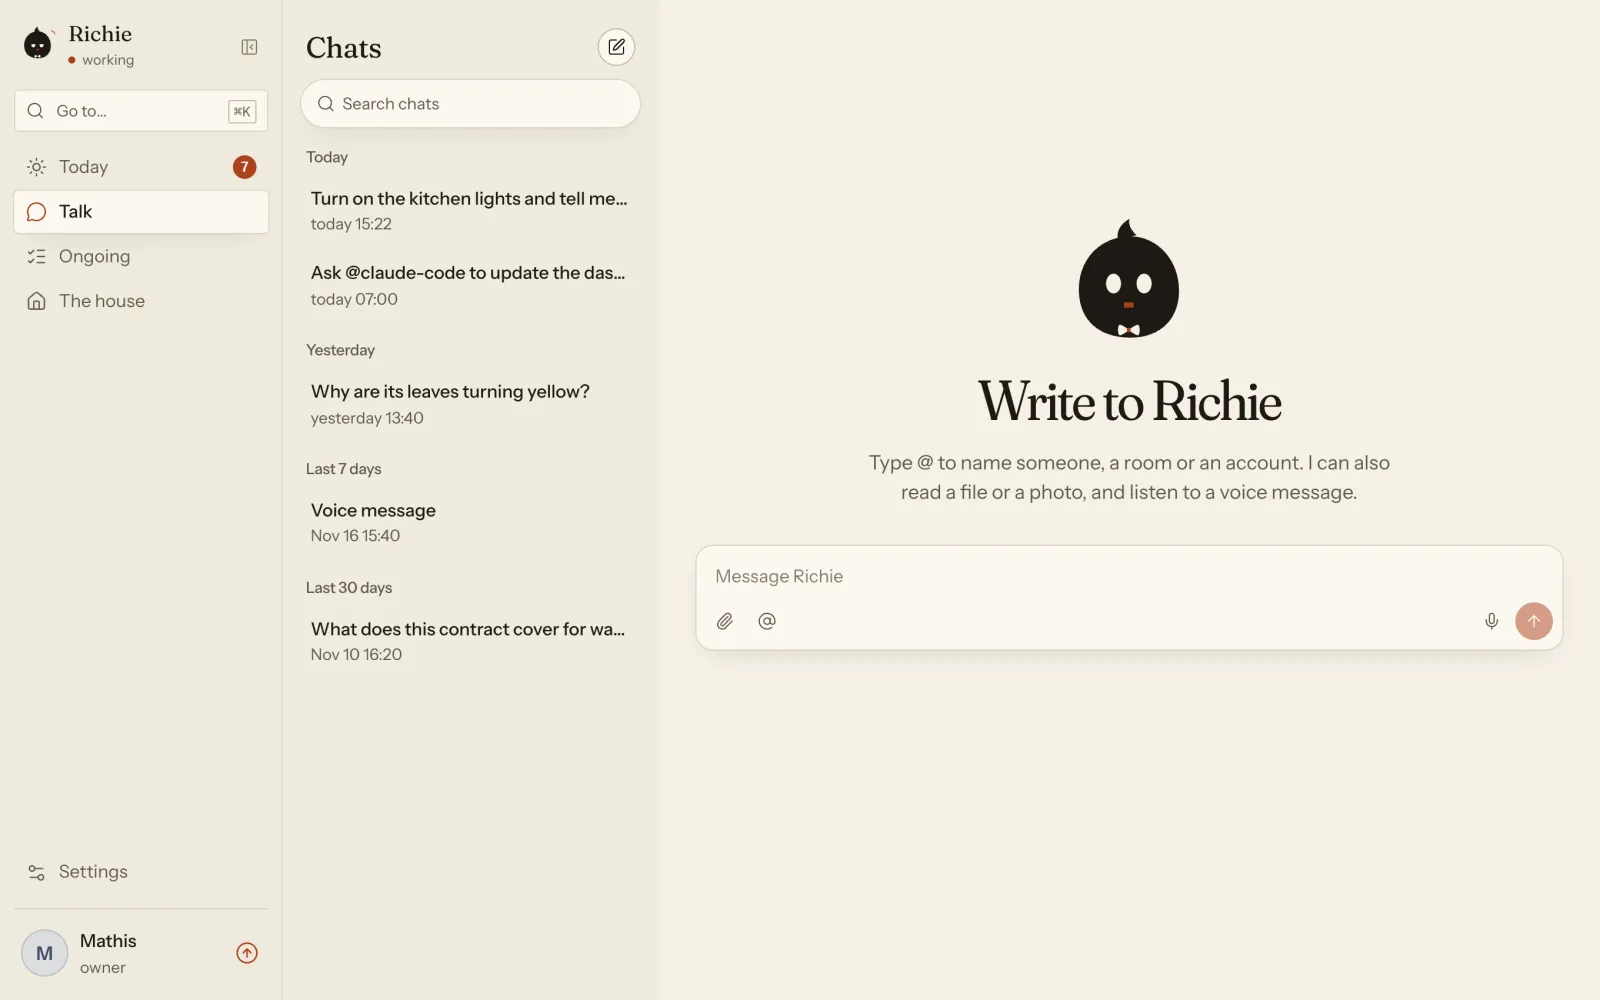 Richie
working
Go to...
⌘K
Today
7
Talk
Ongoing
The house
Settings
M
Mathis
owner
Chats
Search chats
Today
Turn on the kitchen lights and tell me...
today 15:22
Ask @claude-code to update the das...
today 07:00
Yesterday
Why are its leaves turning yellow?
yesterday 13:40
Last 7 days
Voice message
Nov 16 15:40
Last 30 days
What does this contract cover for wa...
Nov 10 16:20
Write to Richie
Type @ to name someone, a room or an account. I can also
read a file or a photo, and listen to a voice message.
Message Richie